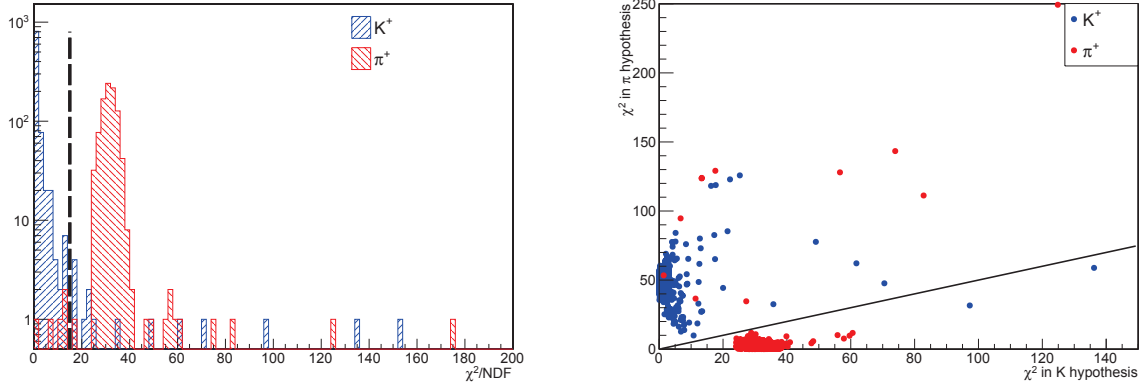 10³
10²
10
1
0 20 40 60 80 100 120 140 160 180 200
χ²/NDF
K⁺
π⁺
250
200
150
100
50
0
χ² in π hypothesis
0 20 40 60 80 100 120 140
χ² in K hypothesis
K⁺
π⁺